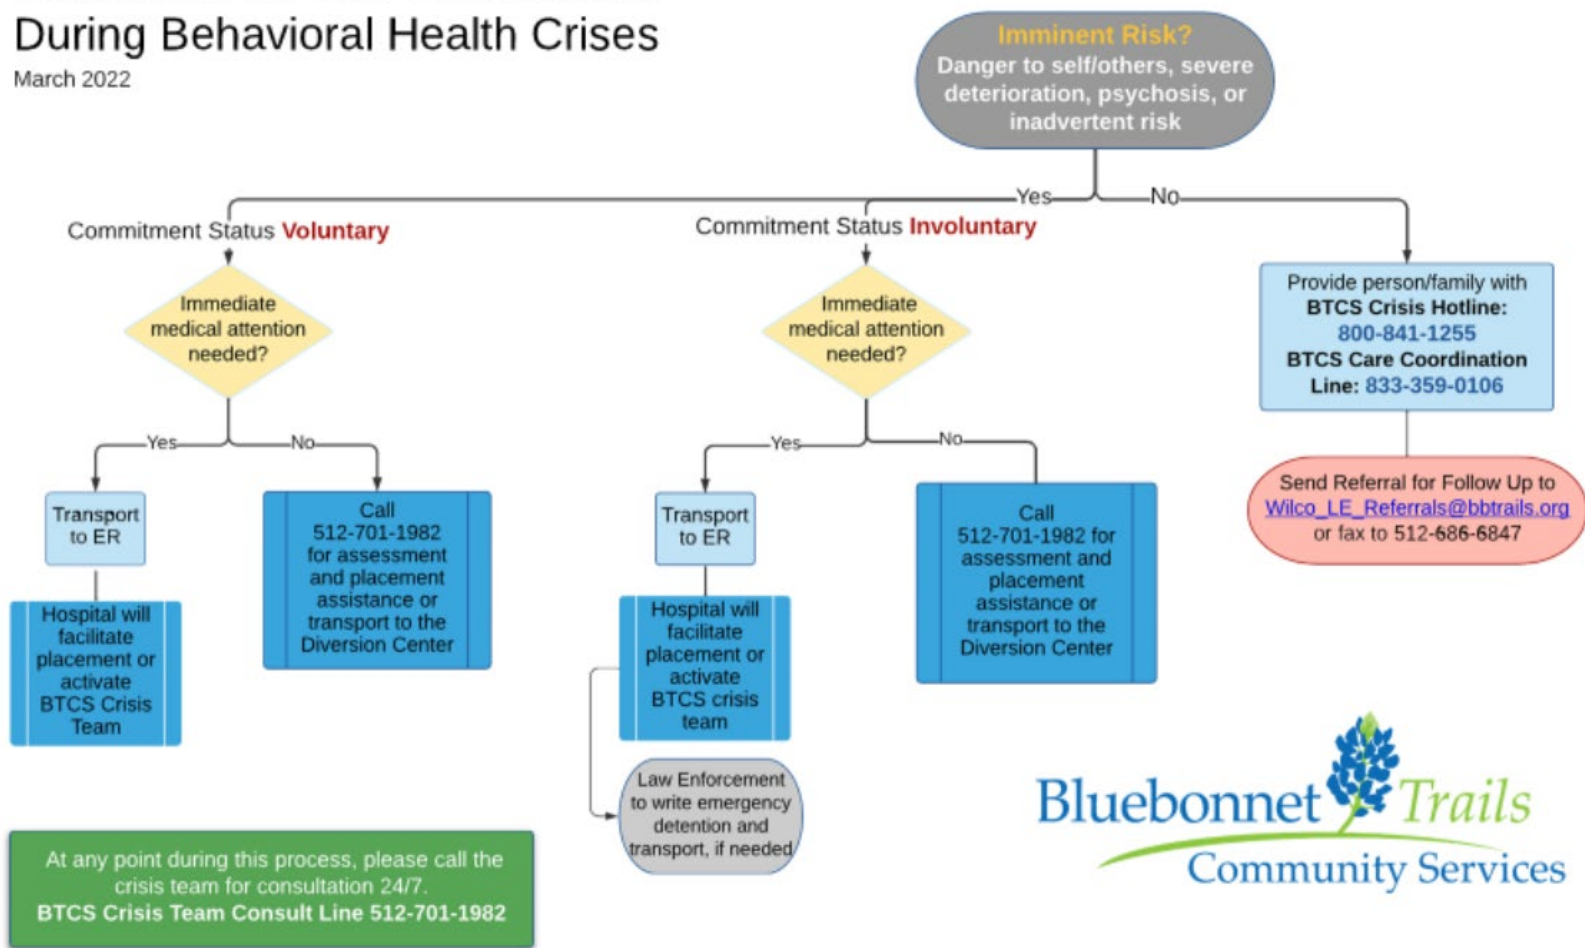 During Behavioral Health Crises
March 2022
Imminent Risk?
Danger to self/others, severe
deterioration, psychosis, or
inadvertent risk
Yes
No
Commitment Status Voluntary
Commitment Status Involuntary
Immediate
medical attention
needed?
Yes
No
Transport
to ER
Hospital will
facilitate
placement or
activate
BTCS Crisis
Team
Call
512-701-1982
for assessment
and placement
assistance or
transport to the
Diversion Center
Immediate
medical attention
needed?
Yes
No
Transport
to ER
Hospital will
facilitate
placement or
activate
BTCS crisis
team
Law Enforcement
to write emergency
detention and
transport, if needed
Call
512-701-1982 for
assessment and
placement
assistance or
transport to the
Diversion Center
Provide person/family with
BTCS Crisis Hotline:
800-841-1255
BTCS Care Coordination
Line: 833-359-0106
Send Referral for Follow Up to
Wilco_LE_Referrals@bbtrails.org
or fax to 512-686-6847
At any point during this process, please call the
crisis team for consultation 24/7.
BTCS Crisis Team Consult Line 512-701-1982
Bluebonnet Trails
Community Services